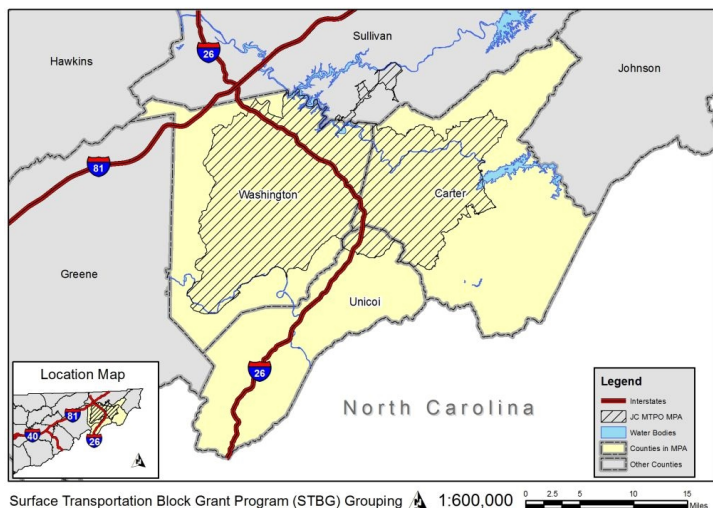 Sullivan
Hawkins
26
Johnson
81
Washington
Carter
Greene
Unicoi
26
North Carolina
Location Map
81
40
26
Legend
Interstates
JC MTPO MPA
Water Bodies
Counties in MPA
Other Counties
Surface Transportation Block Grant Program (STBG) Grouping
1:600,000
0 2.5 5 10 15
Miles